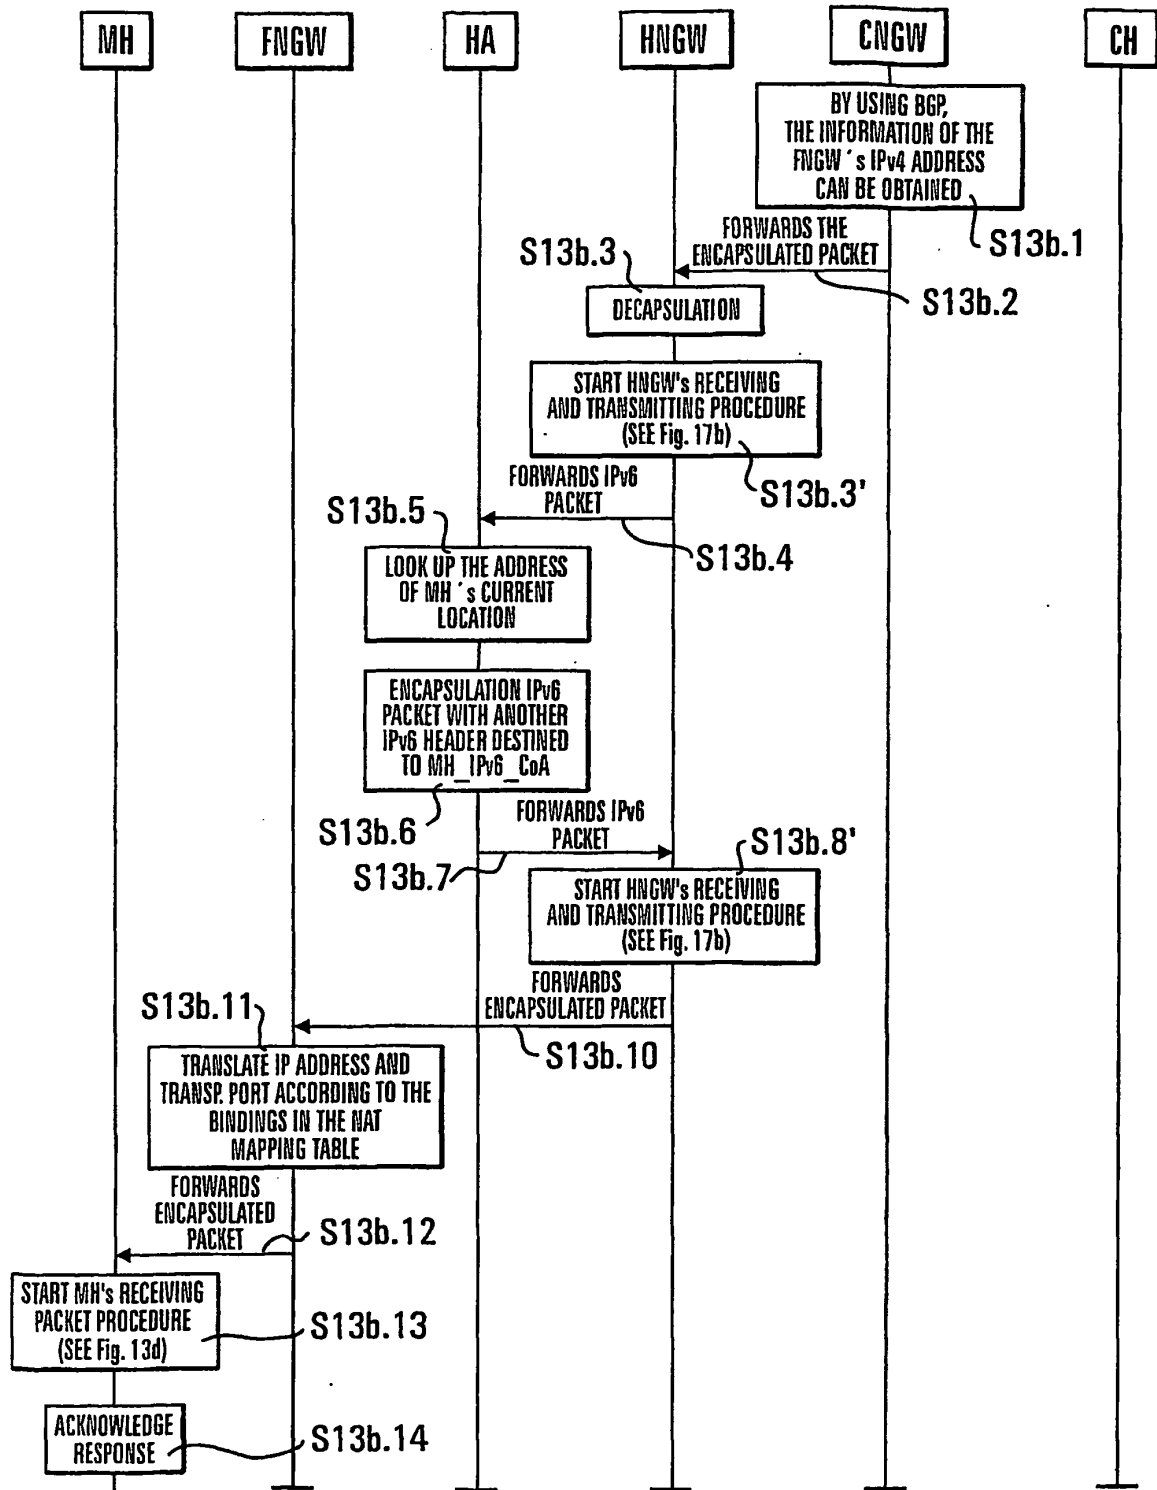 MH
FNGW
HA
HNGW
CNGW
CH
BY USING BGP,
THE INFORMATION OF THE
FNGW´s IPv4 ADDRESS
CAN BE OBTAINED
S13b.1
FORWARDS THE
ENCAPSULATED PACKET
S13b.2
S13b.3
DECAPSULATION
START HNGW's RECEIVING
AND TRANSMITTING PROCEDURE
(SEE Fig. 17b)
S13b.3'
FORWARDS IPv6
PACKET
S13b.4
S13b.5
LOOK UP THE ADDRESS
OF MH´s CURRENT
LOCATION
ENCAPSULATION IPv6
PACKET WITH ANOTHER
IPv6 HEADER DESTINED
TO MH_IPv6_CoA
S13b.6
FORWARDS IPv6
PACKET
S13b.7
S13b.8'
START HNGW's RECEIVING
AND TRANSMITTING PROCEDURE
(SEE Fig. 17b)
FORWARDS
ENCAPSULATED PACKET
S13b.10
S13b.11
TRANSLATE IP ADDRESS AND
TRANSP. PORT ACCORDING TO THE
BINDINGS IN THE NAT
MAPPING TABLE
FORWARDS
ENCAPSULATED
PACKET
S13b.12
START MH's RECEIVING
PACKET PROCEDURE
(SEE Fig. 13d)
S13b.13
ACKNOWLEDGE
RESPONSE
S13b.14